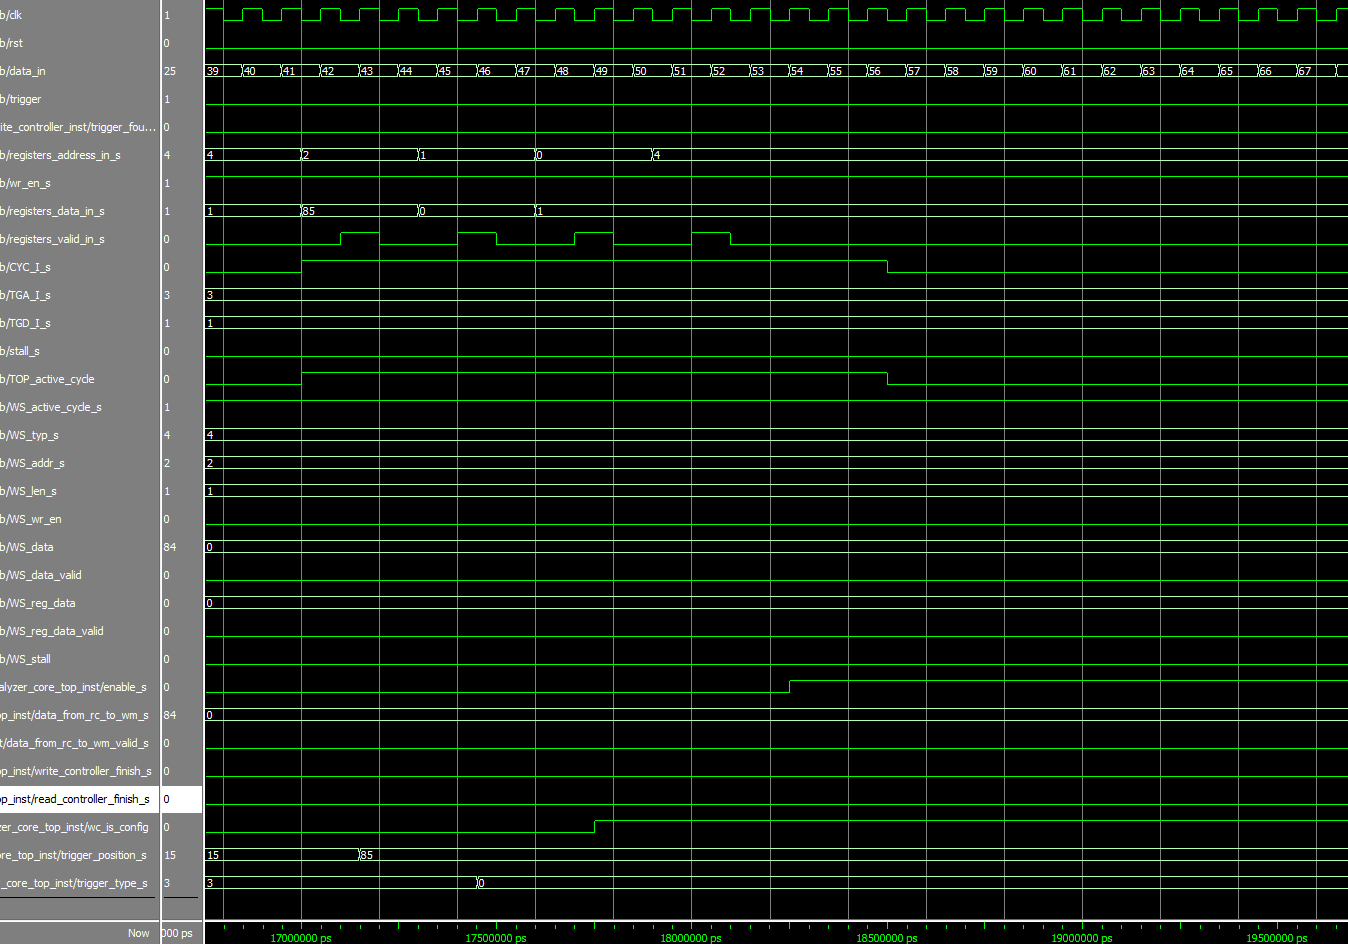 b/clk 1
b/rst 0
b/data_in 25 39 40 41 42 43 44 45 46 47 48 49 50 51 52 53 54 55 56 57 58 59 60 61 62 63 64 65 66 67
b/trigger 1
ite_controller_inst/trigger_fou... 0
b/registers_address_in_s 4 4 2 1 0 4
b/wr_en_s 1
b/registers_data_in_s 1 1 85 0 1
b/registers_valid_in_s 0
b/CYC_I_s 0
b/TGA_I_s 3 3
b/TGD_I_s 1 1
b/stall_s 0
b/TOP_active_cycle 0
b/WS_active_cycle_s 1
b/WS_typ_s 4 4
b/WS_addr_s 2 2
b/WS_len_s 1 1
b/WS_wr_en 0
b/WS_data 84 0
b/WS_data_valid 0
b/WS_reg_data 0 0
b/WS_reg_data_valid 0
b/WS_stall 0
alyzer_core_top_inst/enable_s 0
op_inst/data_from_rc_to_wm_s 84 0
t/data_from_rc_to_wm_valid_s 0
op_inst/write_controller_finish_s 0
op_inst/read_controller_finish_s 0
zer_core_top_inst/wc_is_config 0
ore_top_inst/trigger_position_s 15 15 85
_core_top_inst/trigger_type_s 3 3 0
Now 000 ps 17000000 ps 17500000 ps 18000000 ps 18500000 ps 19000000 ps 19500000 ps